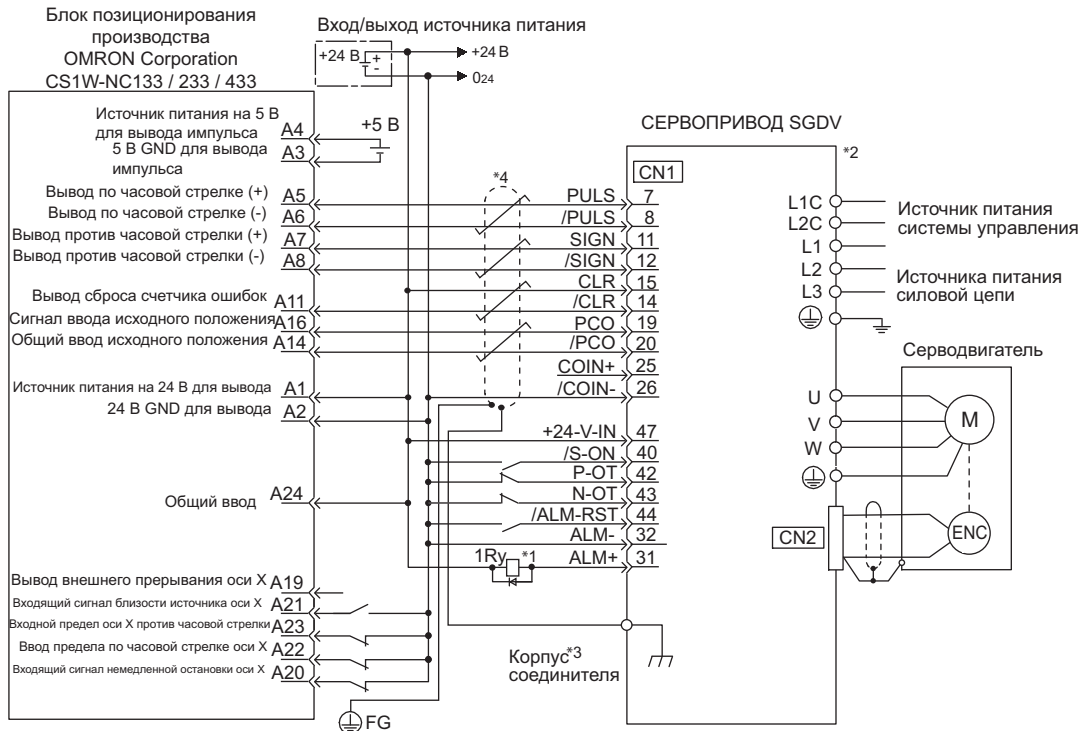 Блок позиционирования
производства
OMRON Corporation
CS1W-NC133 / 233 / 433
Вход/выход источника питания
+24 В
+
-
+24 В
024
Источник питания на 5 В
для вывода импульса
A4
+5 В
5 В GND для вывода
импульса
A3
Вывод по часовой стрелке (+) A5
Вывод по часовой стрелке (-) A6
Вывод против часовой стрелки (+) A7
Вывод против часовой стрелки (-) A8
Вывод сброса счетчика ошибок A11
Сигнал ввода исходного положения A16
Общий ввод исходного положения A14
Источник питания на 24 В для вывода A1
24 В GND для вывода A2
Общий ввод A24
Вывод внешнего прерывания оси X A19
Входящий сигнал близости источника оси X A21
Входной предел оси X против часовой стрелки A23
Ввод предела по часовой стрелке оси X A22
Входящий сигнал немедленной остановки оси X A20
FG
*4
СЕРВОПРИВОД SGDV
*2
CN1
PULS 7
/PULS 8
SIGN 11
/SIGN 12
CLR 15
/CLR 14
PCO 19
/PCO 20
COIN+ 25
/COIN- 26
+24-V-IN 47
/S-ON 40
P-OT 42
N-OT 43
/ALM-RST 44
ALM- 32
1Ry *1 ALM+ 31
Корпус*3
соединителя
L1C
L2C
Источник питания
системы управления
L1
L2
L3
Источника питания
силовой цепи
Серводвигатель
U
V
W
M
CN2
ENC